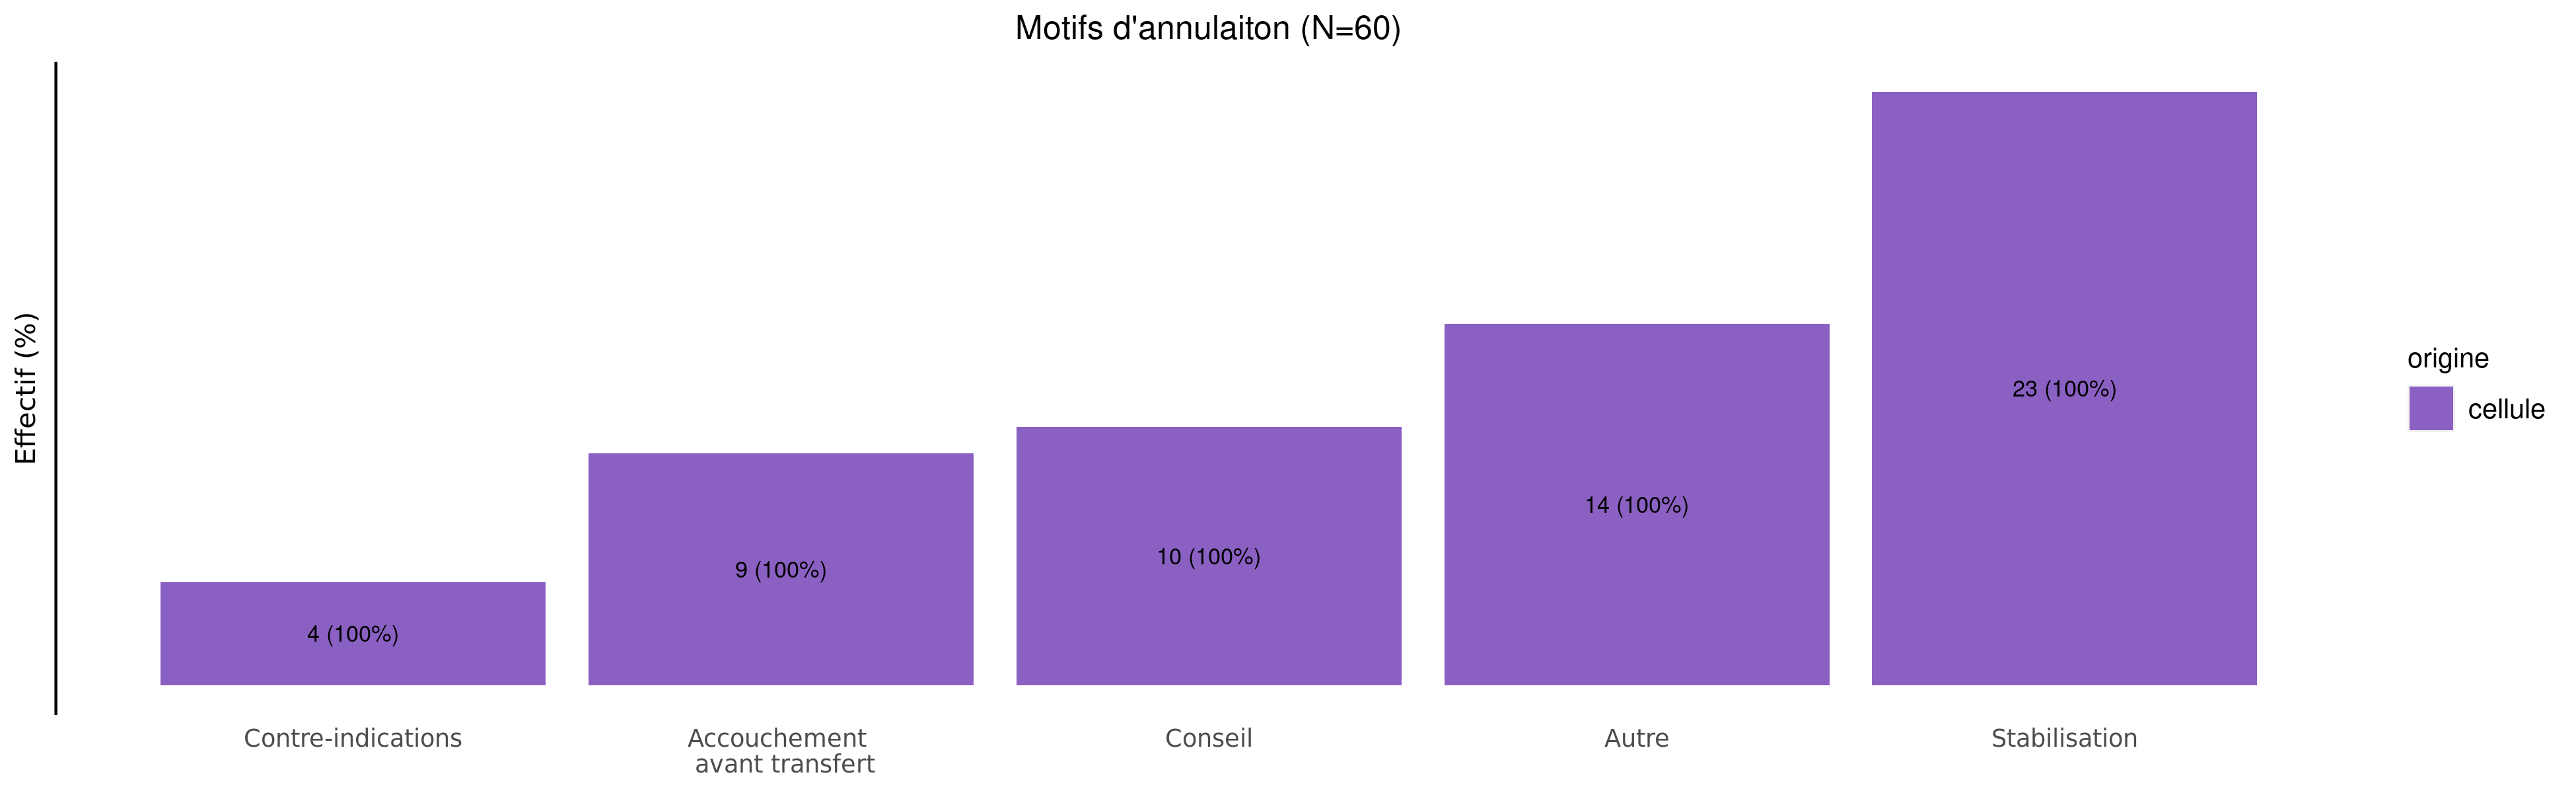 Motifs d'annulaiton (N=60)
Effectif (%)
4 (100%)
9 (100%)
10 (100%)
14 (100%)
23 (100%)
Contre-indications
Accouchement
avant transfert
Conseil
Autre
Stabilisation
origine
cellule